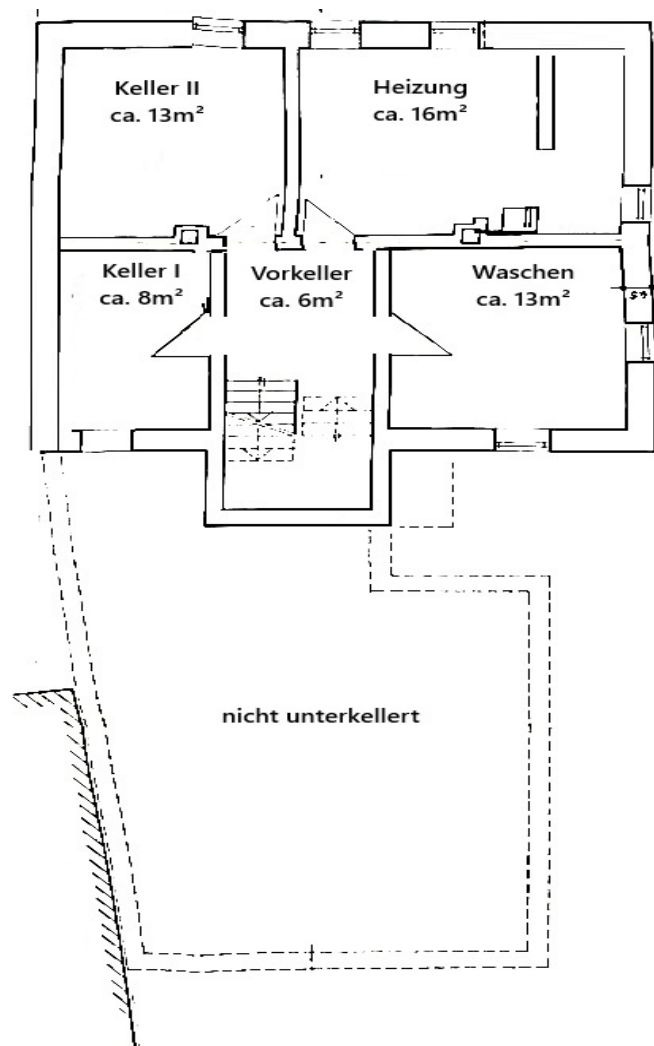 Keller II
ca. 13m²
Heizung
ca. 16m²
Keller I
ca. 8m²
Vorkeller
ca. 6m²
Waschen
ca. 13m²
nicht unterkellert